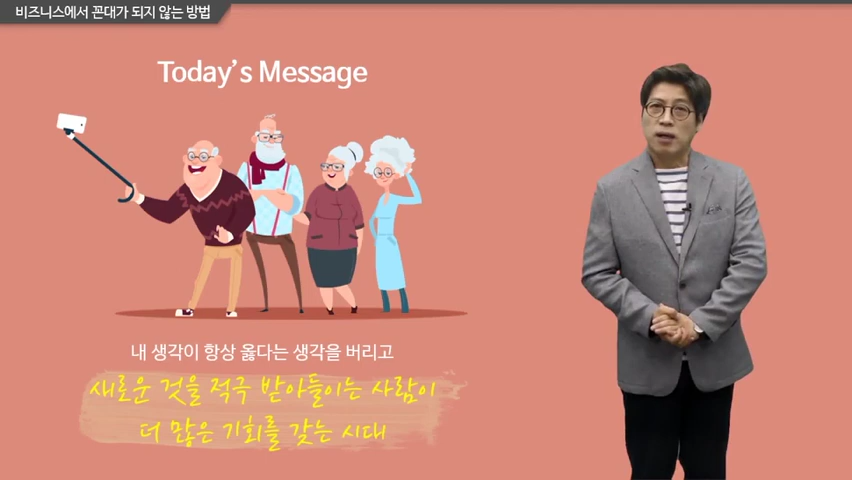 비즈니스에서 꼰대가 되지 않는 방법
Today's Message
내 생각이 항상 옳다는 생각을 버리고
새로운 것을 적극 받아들이는 사람이
더 많은 기회를 갖는 시대